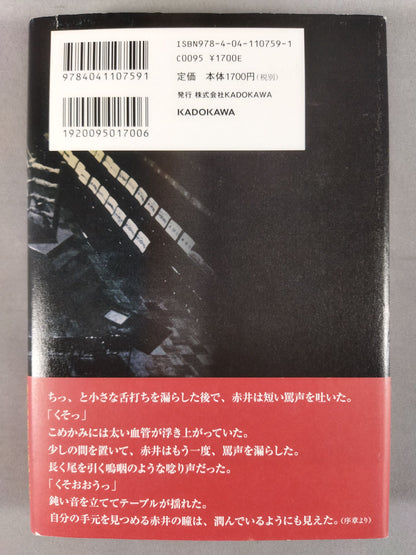 ISBN978-4-04-110759-1
C0095 ¥1700E
定価 本体1700円(税別)
発行 株式会社KADOKAWA
KADOKAWA
9784041107591
1920095017006
ちっ、と小さな舌打ちを漏らした後で、赤井は短い罵声を吐いた。
「くそっ」
こめかみには太い血管が浮き上がっていた。
少しの間を置いて、赤井はもう一度、罵声を漏らした。
長く尾を引く嗚咽のような唸り声だった。
「くそおおうっ」
鈍い音を立ててテーブルが揺れた。
自分の手元を見つめる赤井の瞳は、潤んでいるようにも見えた。(序章より)